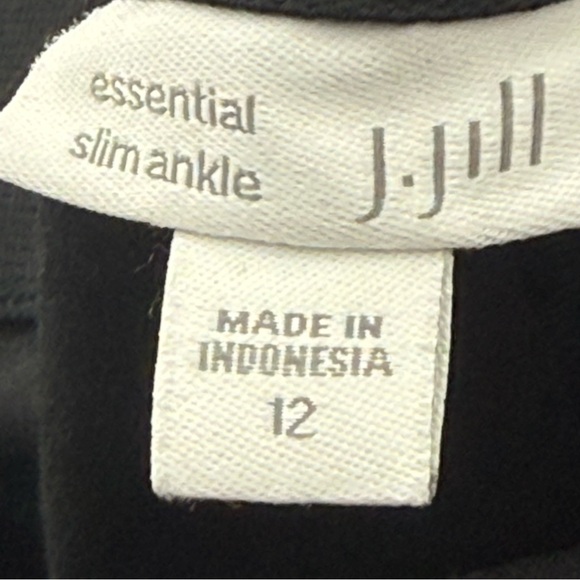 essential
slim ankle
J.Jill
MADE IN
INDONESIA
12